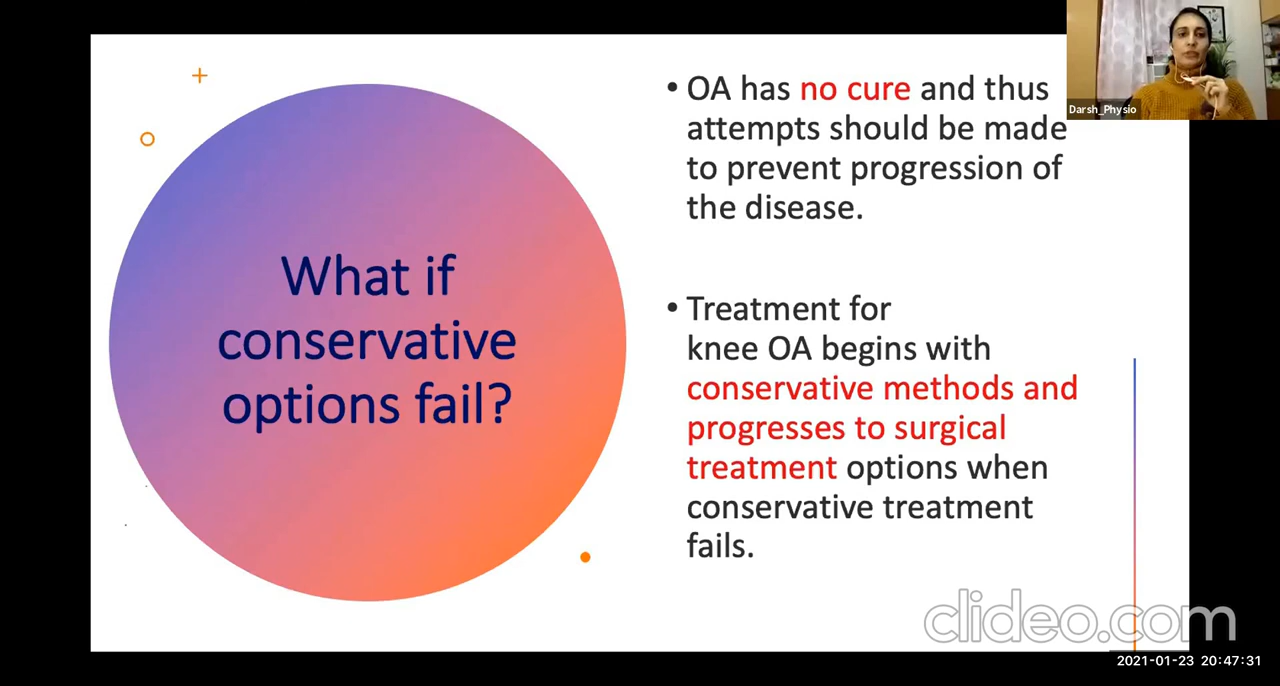 What if
conservative
options fail?
• OA has no cure and thus
attempts should be made
to prevent progression of
the disease.
• Treatment for
knee OA begins with
conservative methods and
progresses to surgical
treatment options when
conservative treatment
fails.
Darsh_Physio
clideo.com
2021-01-23 20:47:31